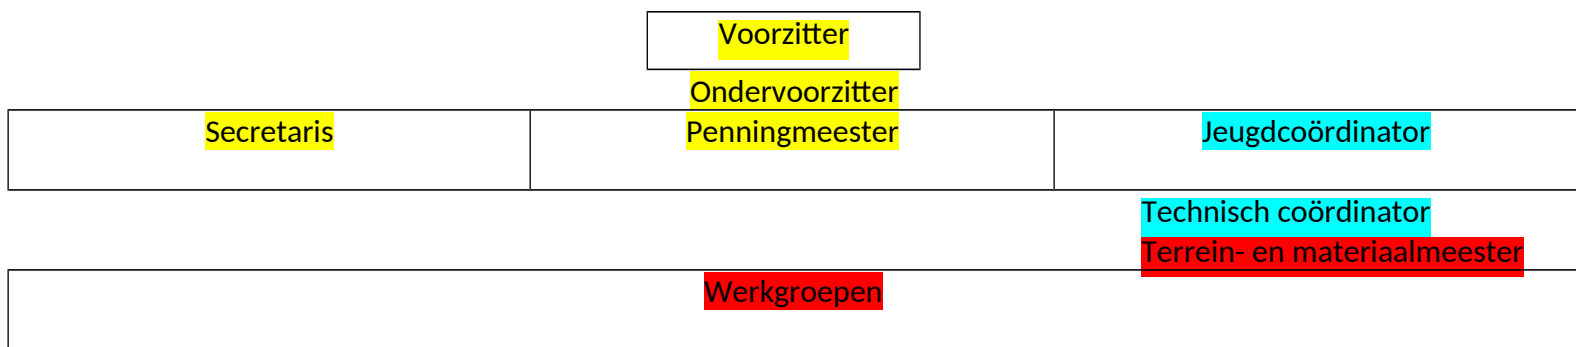 Voorzitter
Ondervoorzitter
Secretaris Penningmeester Jeugdcoördinator
Technisch coördinator
Terrein- en materiaalmeester
Werkgroepen